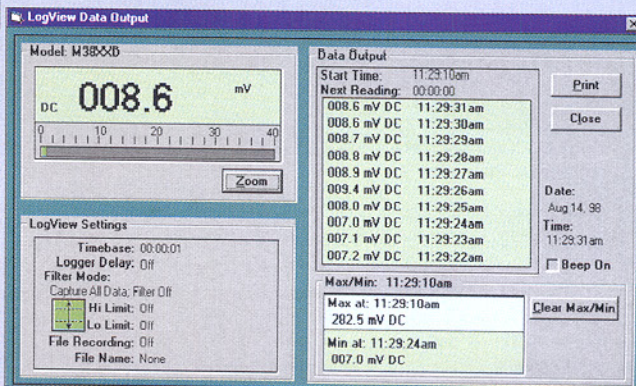 LogView Data Output
Model: M38XXD
DC 008.6 mV
0 10 20 30 40
Zoom
LogView Settings
Timebase: 00:00:01
Logger Delay: Off
Filter Mode:
Capture All Data; Filter Off
Hi Limit: Off
Lo Limit: Off
File Recording: Off
File Name: None
Data Output
Start Time: 11:29:10am
Next Reading: 00:00:00
008.6 mV DC 11:29:31am
008.6 mV DC 11:29:30am
008.7 mV DC 11:29:29am
008.8 mV DC 11:29:28am
008.9 mV DC 11:29:27am
009.4 mV DC 11:29:26am
008.0 mV DC 11:29:25am
007.0 mV DC 11:29:24am
007.1 mV DC 11:29:23am
007.2 mV DC 11:29:22am
Print
Close
Date:
Aug 14, 98
Time:
11:29:31am
Beep On
Max/Min: 11:29:10am
Max at: 11:29:10am
282.5 mV DC
Min at: 11:29:24am
007.0 mV DC
Clear Max/Min